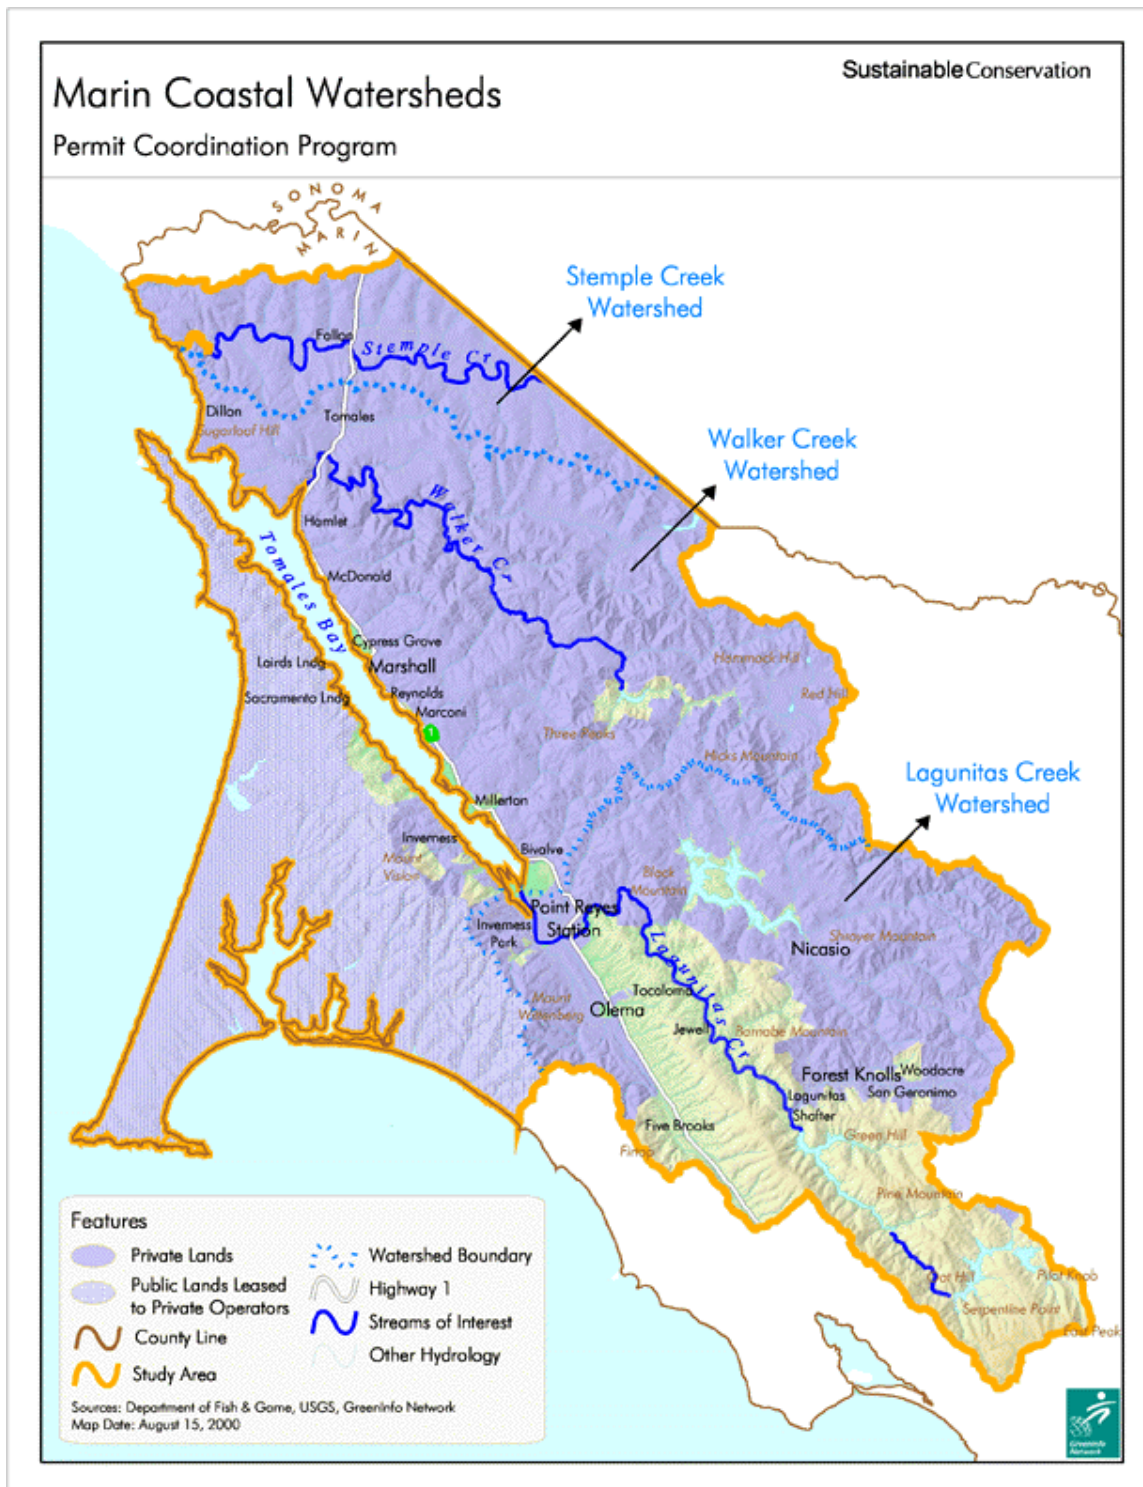 SustainableConservation
Marin Coastal Watersheds
Permit Coordination Program
SONOMA
MARIN
Stemple Creek
Watershed
Fallon
Stemple Cr
Dillon
Sugarloaf Hill
Tomales
Walker Creek
Watershed
Walker Cr
Hamlet
Tomales Bay
McDonald
Cypress Grove
Lairds Lndg
Marshall
Hammack Hill
Sacramento Lndg
Reynolds
Red Hill
Marconi
1
Three Peaks
Hicks Mountain
Lagunitas Creek
Watershed
Millerton
Inverness
Bivalve
Mount
Vision
Black
Mountain
Point Reyes
Station
Inverness
Park
Shroyer Mountain
Nicasio
Lagunitas Cr
Tocaloma
Mount
Wittenberg
Olema
Jewell
Barnabe Mountain
Forest Knolls
Woodacre
San Geronimo
Lagunitas
Shafter
Five Brooks
Green Hill
Firtop
Pine Mountain
Pilot Knob
Serpentine Point
East Peak
Features
Private Lands
Public Lands Leased
to Private Operators
County Line
Study Area
Watershed Boundary
Highway 1
Streams of Interest
Other Hydrology
Sources: Department of Fish & Game, USGS, GreenInfo Network
Map Date: August 15, 2000
GreenInfo
Network